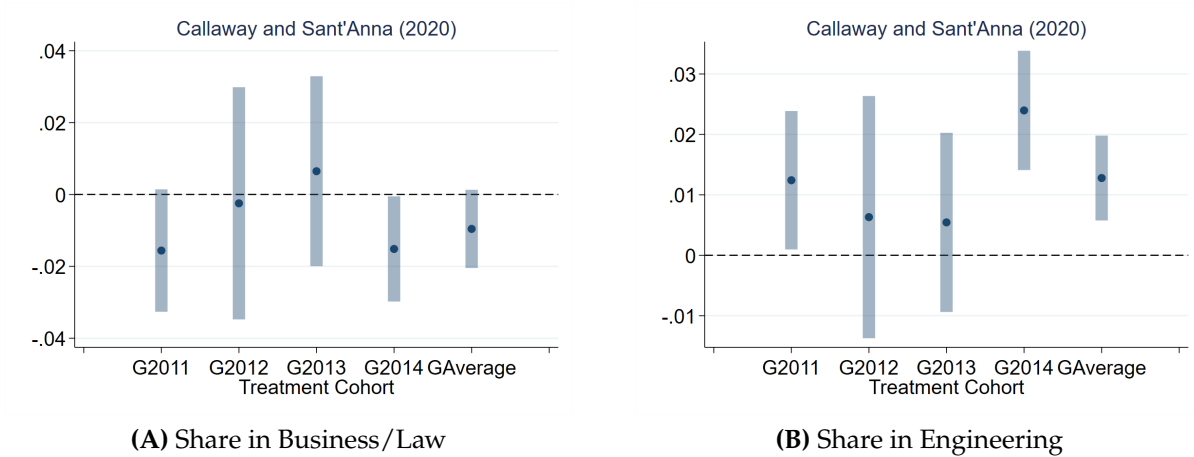 Callaway and Sant'Anna (2020)
.04
.02
0
-.02
-.04
G2011 G2012 G2013 G2014 GAverage
Treatment Cohort
(A) Share in Business/Law
Callaway and Sant'Anna (2020)
.03
.02
.01
0
-.01
G2011 G2012 G2013 G2014 GAverage
Treatment Cohort
(B) Share in Engineering